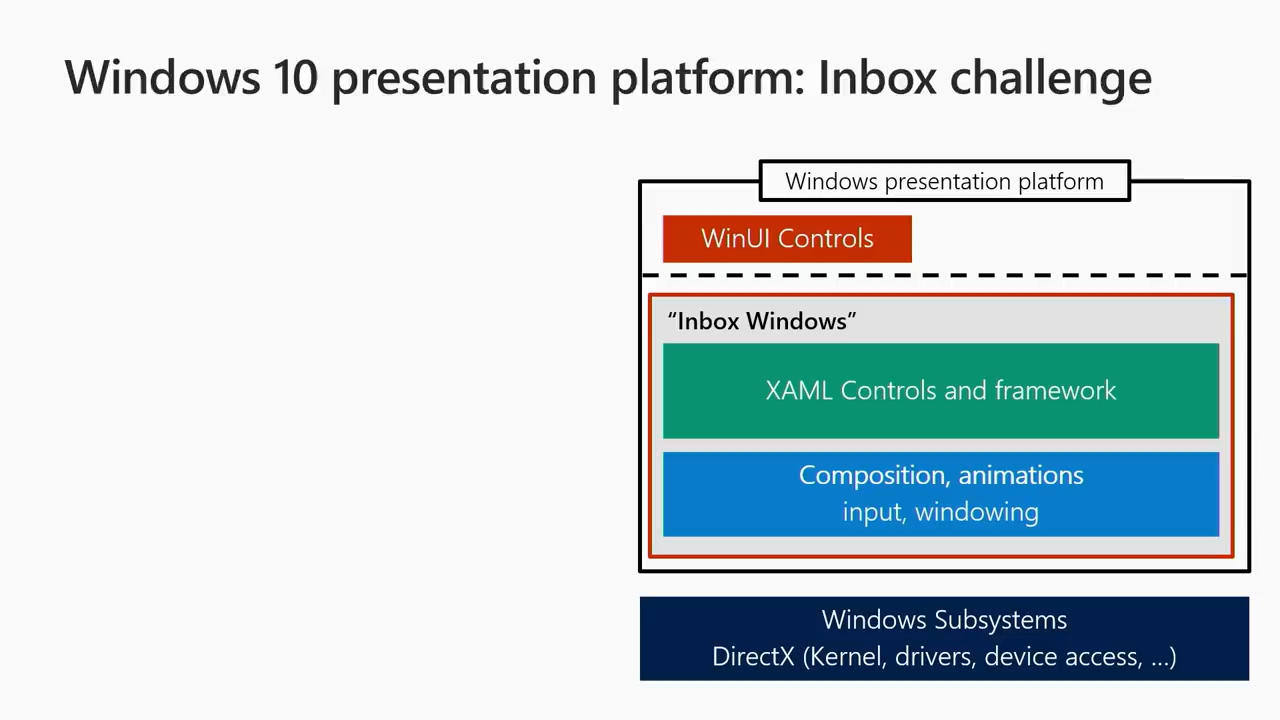 Windows 10 presentation platform: Inbox challenge
Windows presentation platform
WinUI Controls
“Inbox Windows”
XAML Controls and framework
Composition, animations
input, windowing
Windows Subsystems
DirectX (Kernel, drivers, device access, ...)